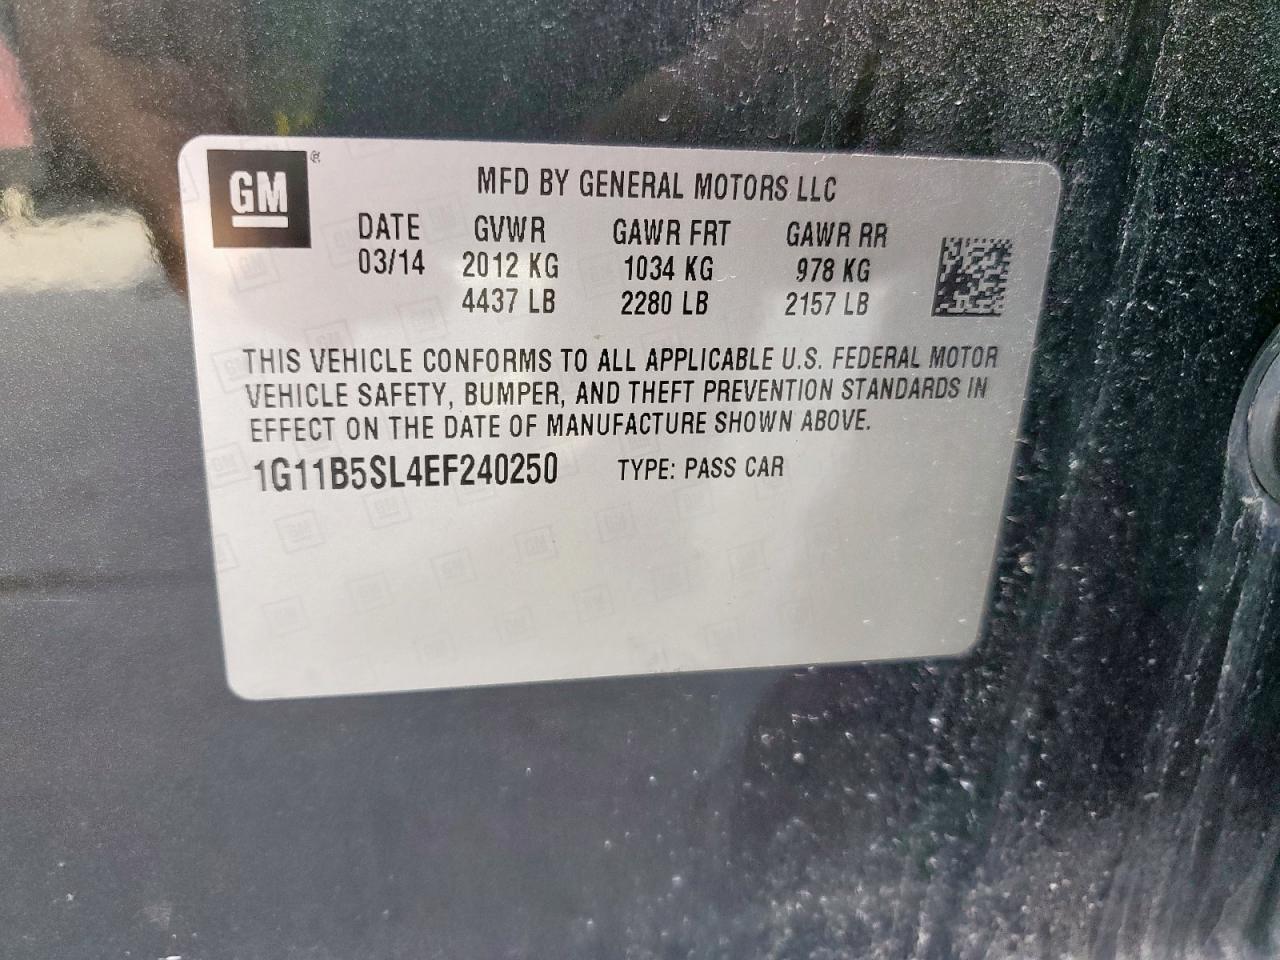 GM ®
MFD BY GENERAL MOTORS LLC
DATE GVWR GAWR FRT GAWR RR
03/14 2012 KG 1034 KG 978 KG
4437 LB 2280 LB 2157 LB
THIS VEHICLE CONFORMS TO ALL APPLICABLE U.S. FEDERAL MOTOR
VEHICLE SAFETY, BUMPER, AND THEFT PREVENTION STANDARDS IN
EFFECT ON THE DATE OF MANUFACTURE SHOWN ABOVE.
1G11B5SL4EF240250 TYPE: PASS CAR